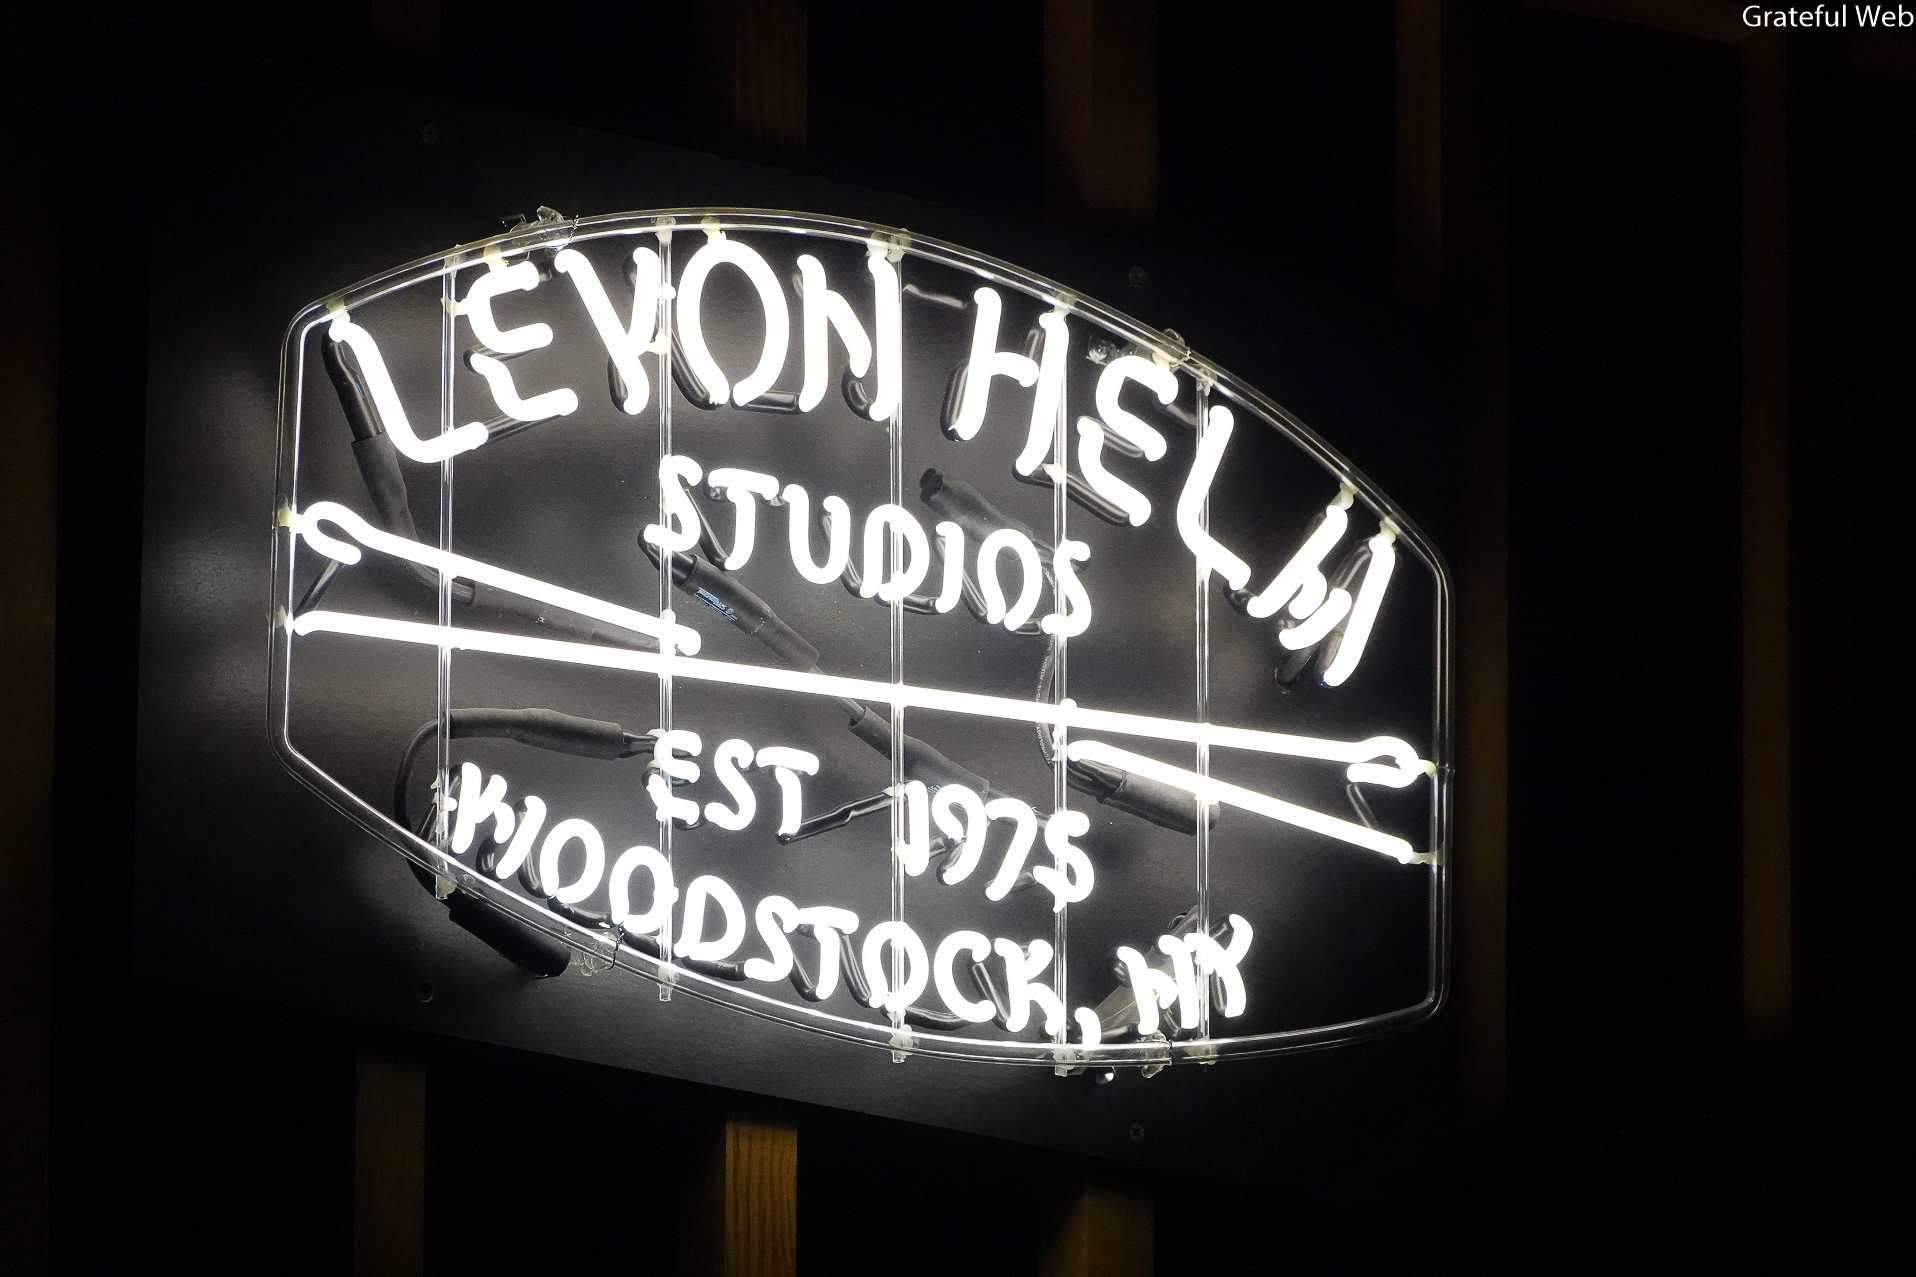 Grateful Web
LEVON HELM
STUDIOS
EST 1975
WOODSTOCK, NY